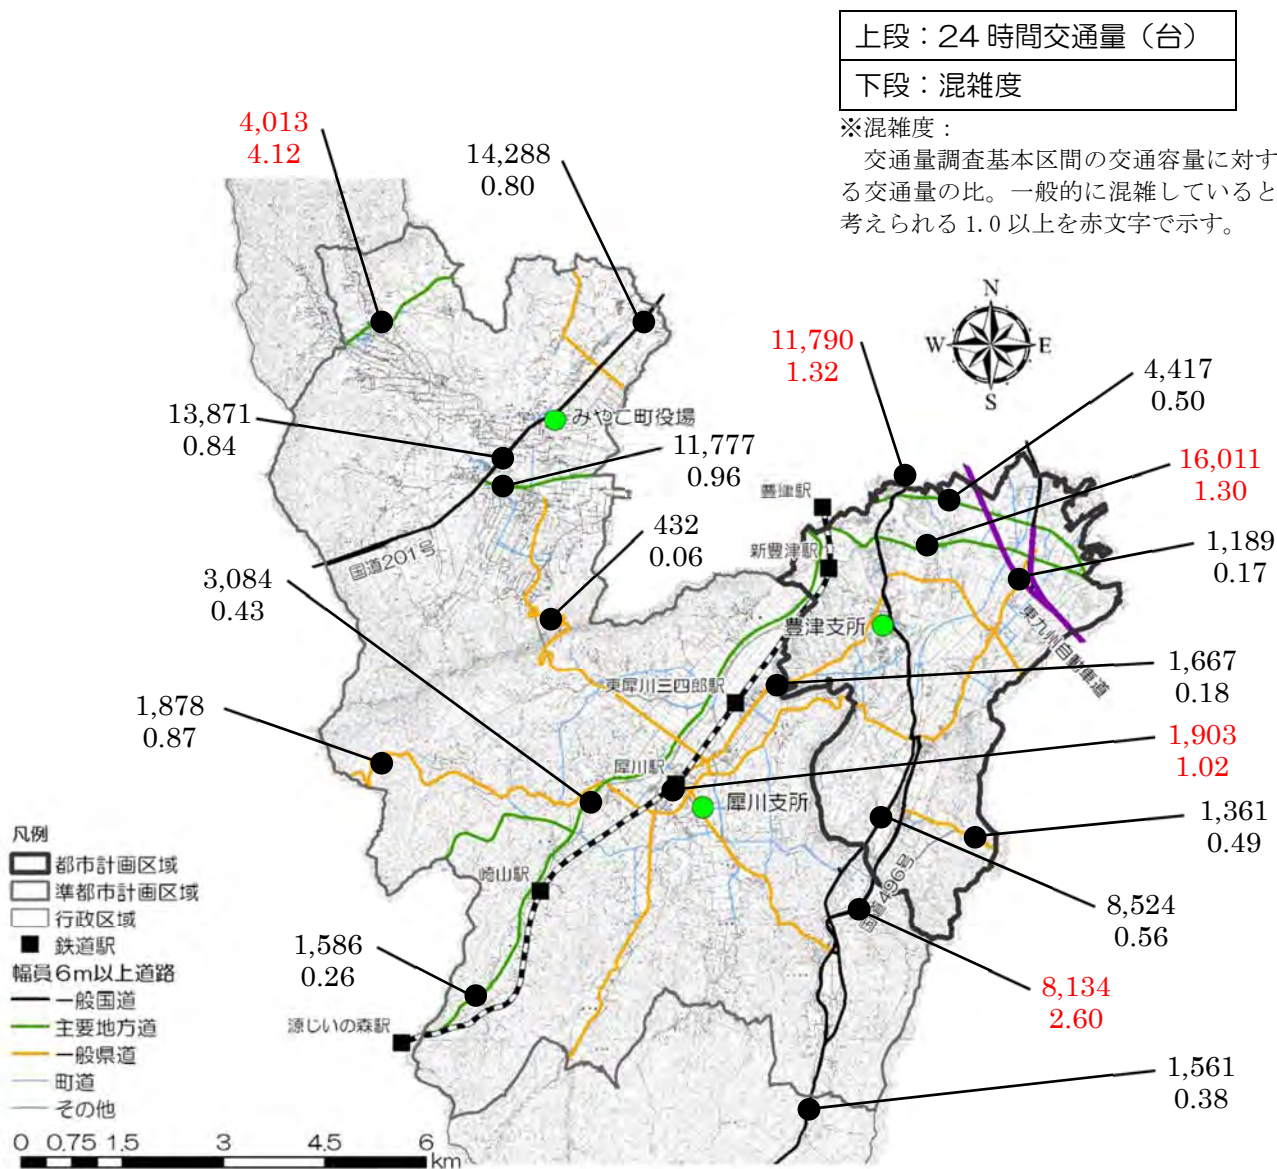 上段：24 時間交通量（台）
下段：混雑度
※混雑度：
交通量調査基本区間の交通容量に対す
る交通量の比。一般的に混雑していると
考えられる 1.0 以上を赤文字で示す。
4,013
4.12
14,288
0.80
N
W
E
S
11,790
1.32
4,417
0.50
13,871
0.84
みやこ町役場
11,777
0.96
16,011
1.30
豊津駅
新豊津駅
432
0.06
国道201号
1,189
0.17
3,084
0.43
豊津支所
東九州自動車道
1,667
0.18
東犀川三四郎駅
1,878
0.87
1,903
1.02
犀川駅
犀川支所
1,361
0.49
崎山駅
国道496号
8,524
0.56
1,586
0.26
8,134
2.60
源じいの森駅
1,561
0.38
凡例
都市計画区域
準都市計画区域
行政区域
鉄道駅
幅員6m以上道路
一般国道
主要地方道
一般県道
町道
その他
0 0.75 1.5 3 4.5 6
km